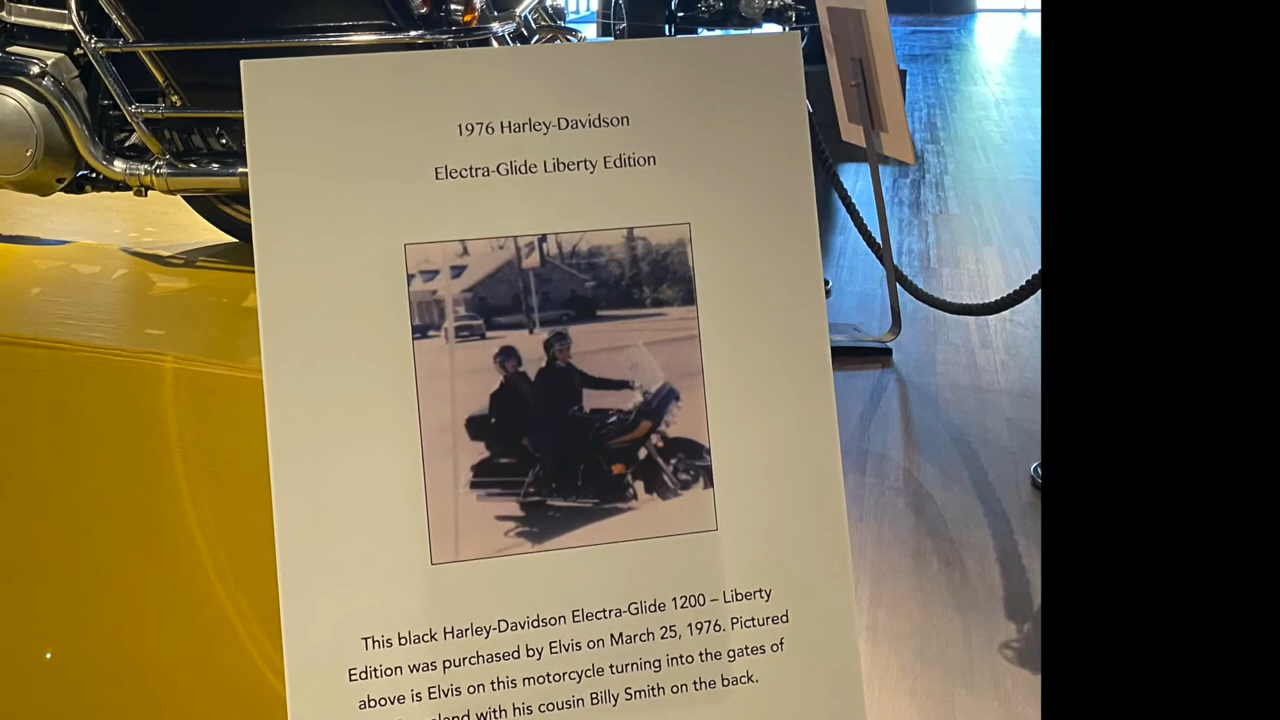 1976 Harley-Davidson
Electra-Glide Liberty Edition
This black Harley-Davidson Electra-Glide 1200 – Liberty
Edition was purchased by Elvis on March 25, 1976. Pictured
above is Elvis on this motorcycle turning into the gates of
with his cousin Billy Smith on the back.